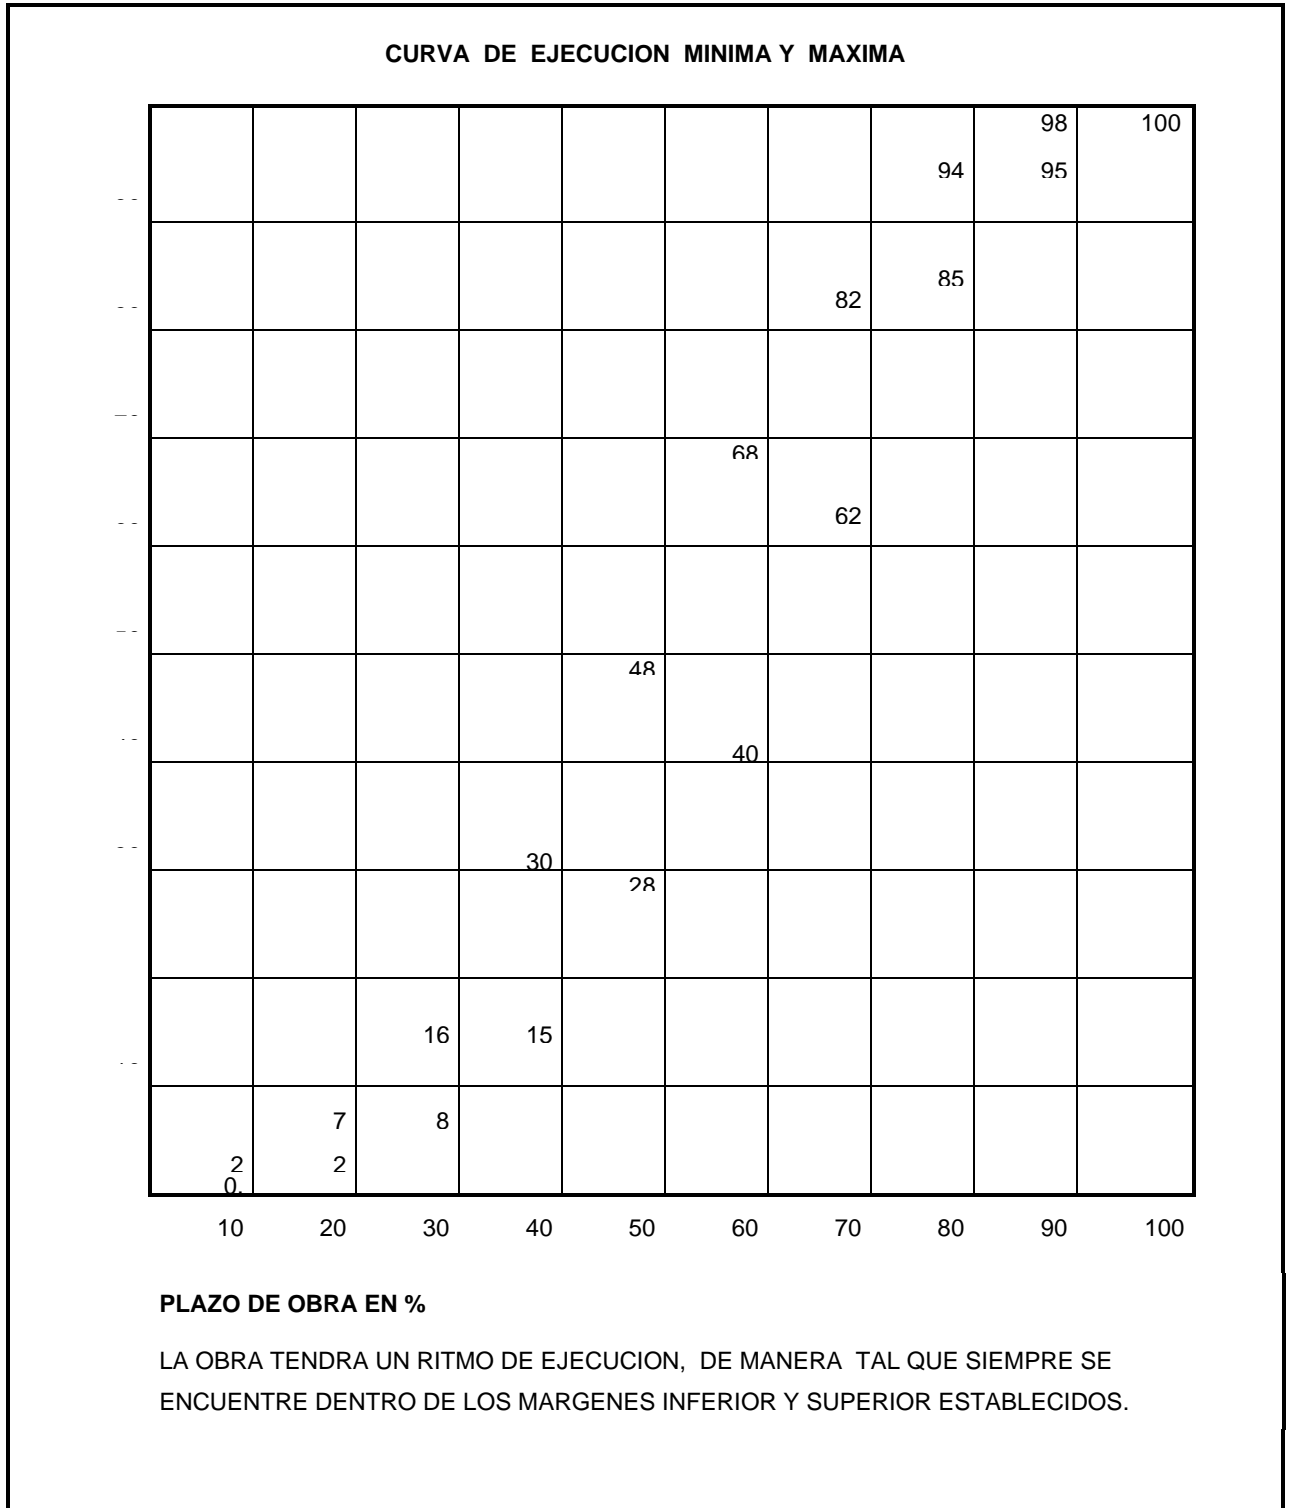 CURVA DE EJECUCION MINIMA Y MAXIMA
98 100
94 95
85
82
68
62
48
40
30
28
16 15
7 8
2 2
0.
10 20 30 40 50 60 70 80 90 100
PLAZO DE OBRA EN %
LA OBRA TENDRA UN RITMO DE EJECUCION, DE MANERA TAL QUE SIEMPRE SE
ENCUENTRE DENTRO DE LOS MARGENES INFERIOR Y SUPERIOR ESTABLECIDOS.